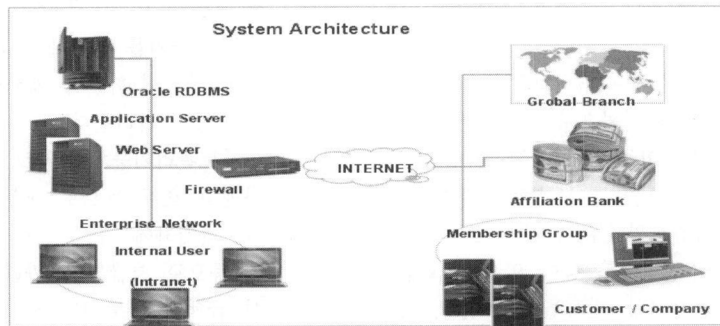 System Architecture
Oracle RDBMS
Application Server
Web Server
Firewall
Enterprise Network
Internal User
(Intranet)
INTERNET
Grobal Branch
Affiliation Bank
Membership Group
Customer / Company